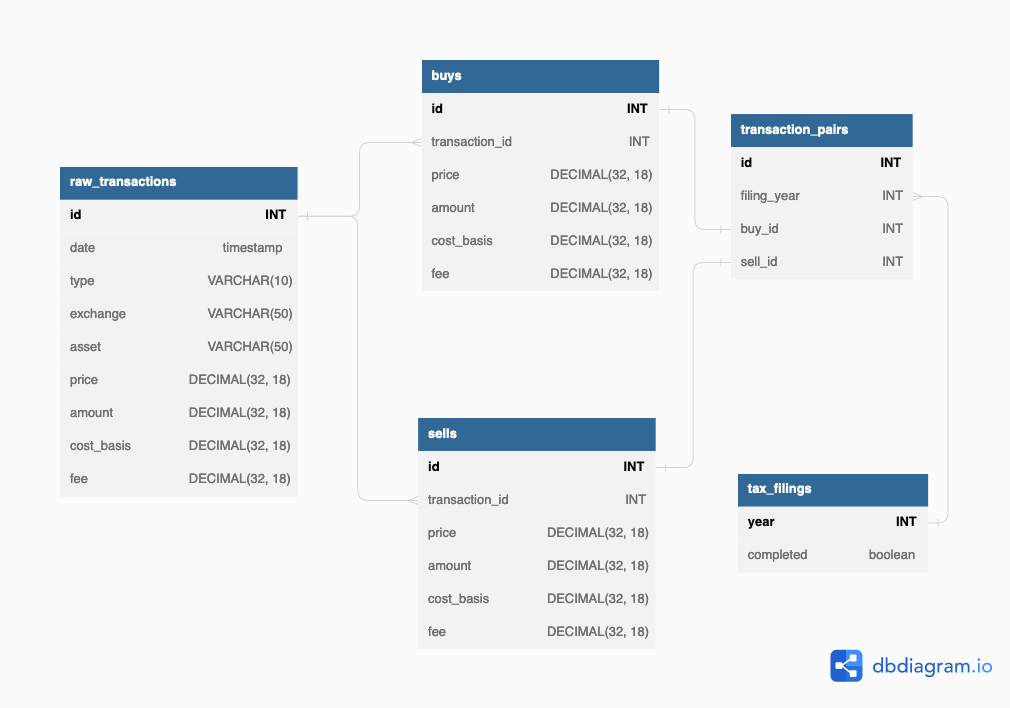 raw_transactions
id INT
date timestamp
type VARCHAR(10)
exchange VARCHAR(50)
asset VARCHAR(50)
price DECIMAL(32, 18)
amount DECIMAL(32, 18)
cost_basis DECIMAL(32, 18)
fee DECIMAL(32, 18)
buys
id INT
transaction_id INT
price DECIMAL(32, 18)
amount DECIMAL(32, 18)
cost_basis DECIMAL(32, 18)
fee DECIMAL(32, 18)
sells
id INT
transaction_id INT
price DECIMAL(32, 18)
amount DECIMAL(32, 18)
cost_basis DECIMAL(32, 18)
fee DECIMAL(32, 18)
transaction_pairs
id INT
filing_year INT
buy_id INT
sell_id INT
tax_filings
year INT
completed boolean
dbdiagram.io